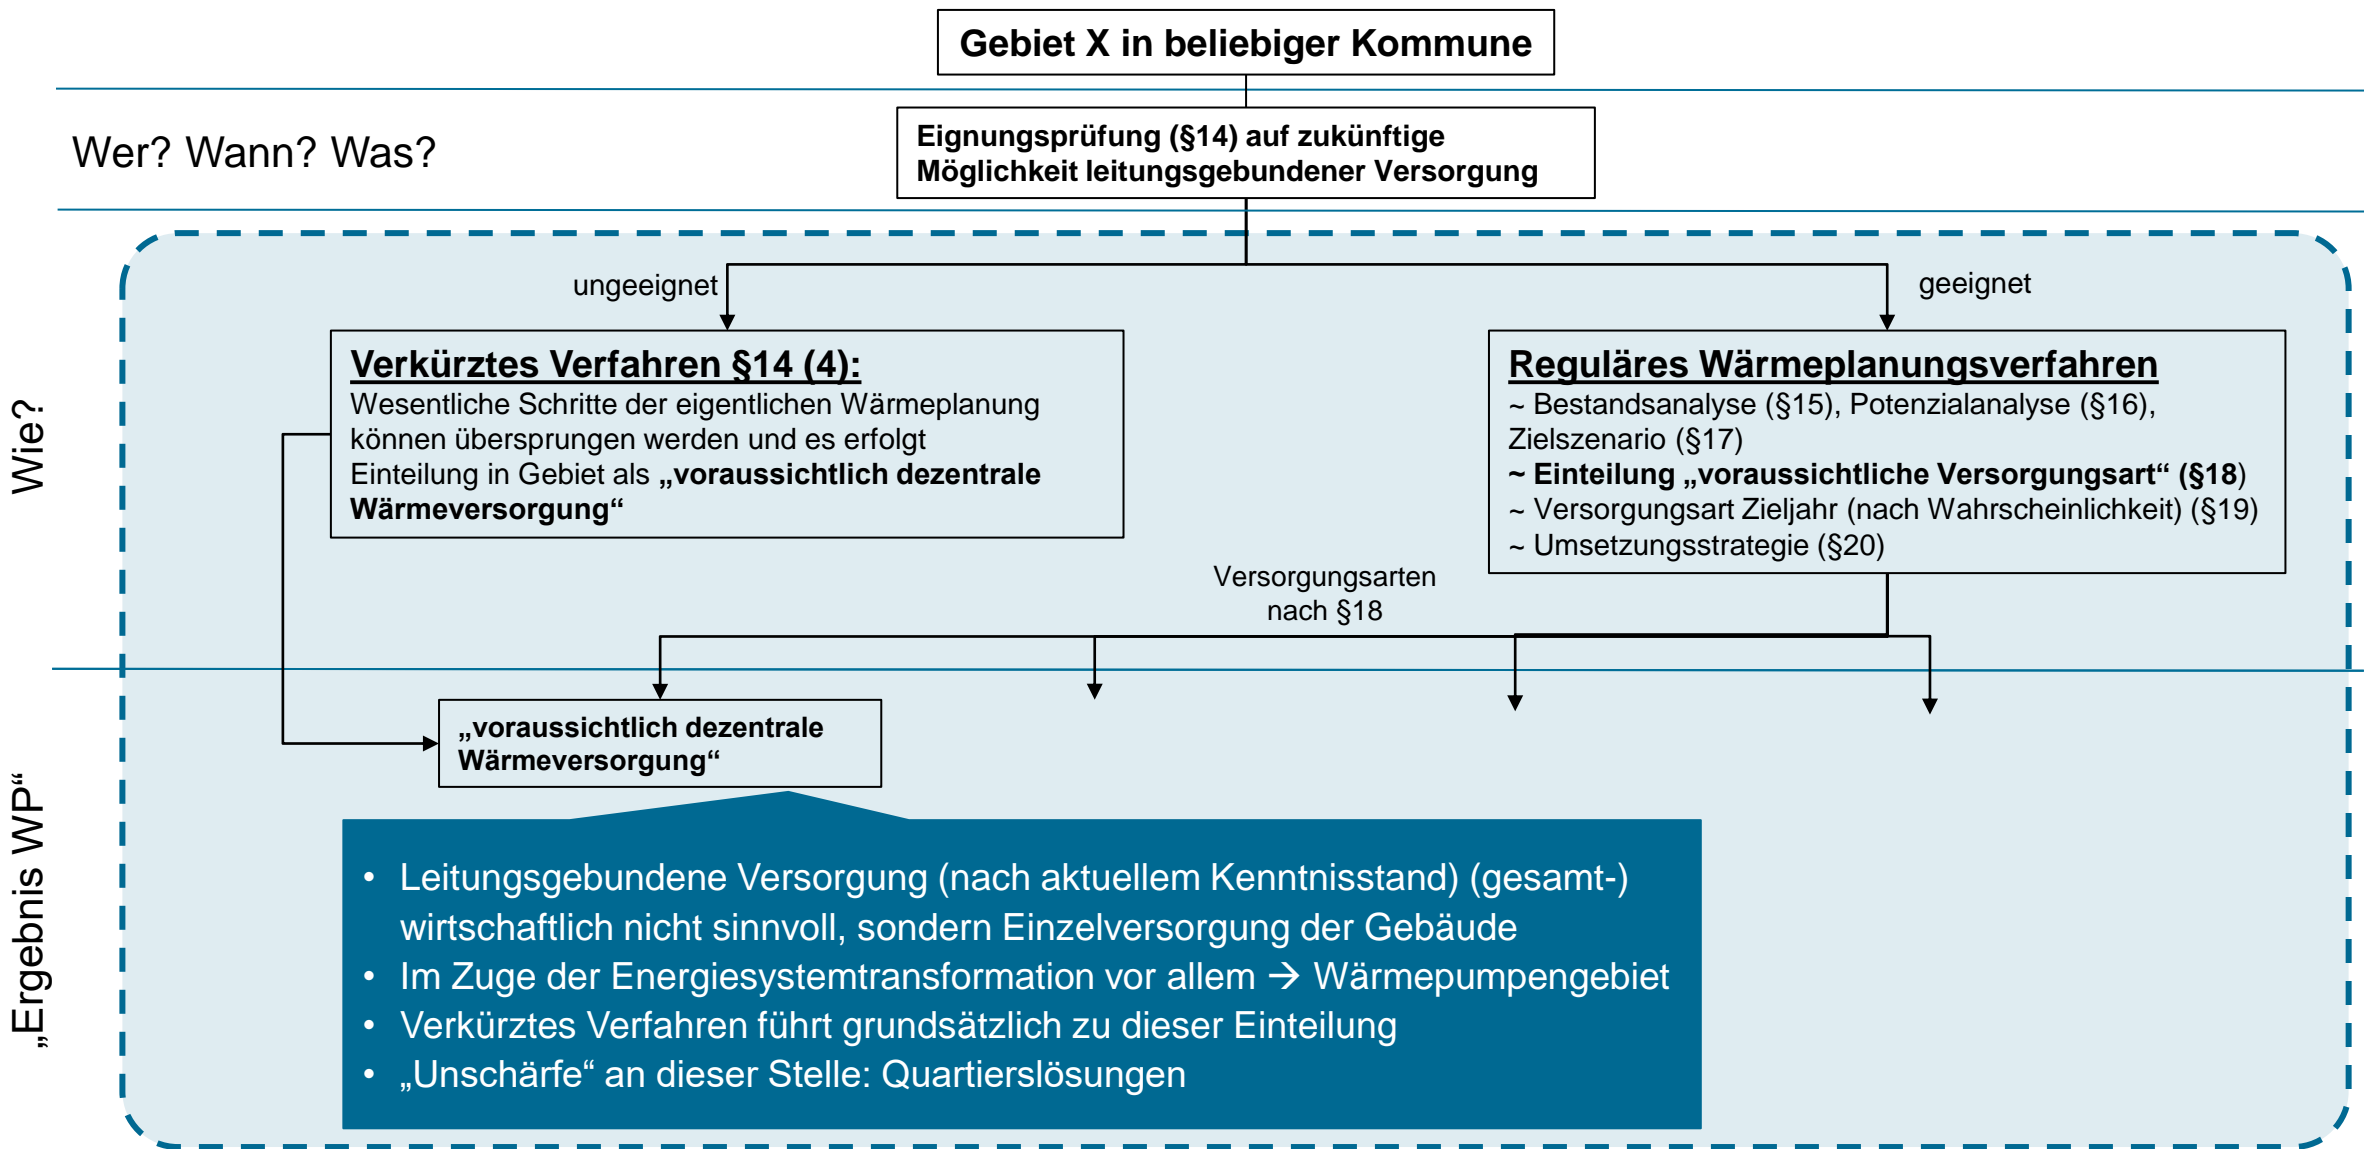 Gebiet X in beliebiger Kommune
Wer? Wann? Was?
Eignungsprüfung (§14) auf zukünftige
Möglichkeit leitungsgebundener Versorgung
ungeeignet
geeignet
Wie?
Verkürztes Verfahren §14 (4):
Wesentliche Schritte der eigentlichen Wärmeplanung
können übersprungen werden und es erfolgt
Einteilung in Gebiet als „voraussichtlich dezentrale
Wärmeversorgung“
Reguläres Wärmeplanungsverfahren
~ Bestandsanalyse (§15), Potenzialanalyse (§16),
Zielszenario (§17)
~ Einteilung „voraussichtliche Versorgungsart“ (§18)
~ Versorgungsart Zieljahr (nach Wahrscheinlichkeit) (§19)
~ Umsetzungsstrategie (§20)
Versorgungsarten
nach §18
„Ergebnis WP“
„voraussichtlich dezentrale
Wärmeversorgung“
• Leitungsgebundene Versorgung (nach aktuellem Kenntnisstand) (gesamt-)
wirtschaftlich nicht sinnvoll, sondern Einzelversorgung der Gebäude
• Im Zuge der Energiesystemtransformation vor allem → Wärmepumpengebiet
• Verkürztes Verfahren führt grundsätzlich zu dieser Einteilung
• „Unschärfe“ an dieser Stelle: Quartierslösungen